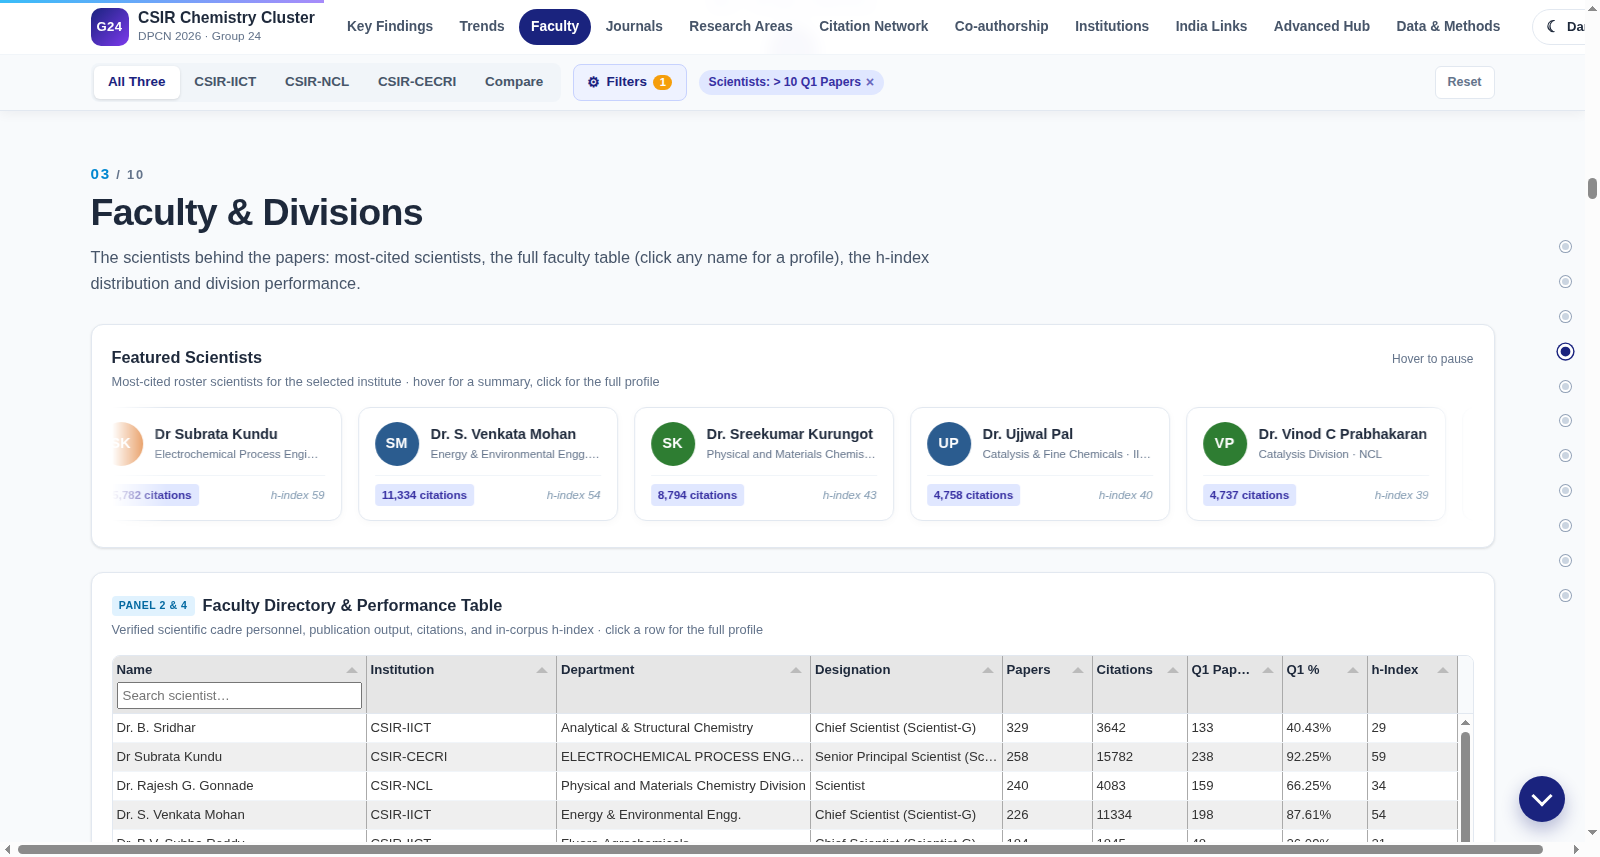 G24
CSIR Chemistry Cluster
DPCN 2026 · Group 24
Key Findings
Trends
Faculty
Journals
Research Areas
Citation Network
Co-authorship
Institutions
India Links
Advanced Hub
Data & Methods
All Three
CSIR-IICT
CSIR-NCL
CSIR-CECRI
Compare
Filters 1
Scientists: > 10 Q1 Papers ×
Reset
03 / 10
Faculty & Divisions
The scientists behind the papers: most-cited scientists, the full faculty table (click any name for a profile), the h-index
distribution and division performance.
Featured Scientists
Hover to pause
Most-cited roster scientists for the selected institute · hover for a summary, click for the full profile
SK
Dr Subrata Kundu
Electrochemical Process Engi…
,782 citations
h-index 59
SM
Dr. S. Venkata Mohan
Energy & Environmental Engg.…
11,334 citations
h-index 54
SK
Dr. Sreekumar Kurungot
Physical and Materials Chemis…
8,794 citations
h-index 43
UP
Dr. Ujjwal Pal
Catalysis & Fine Chemicals · II…
4,758 citations
h-index 40
VP
Dr. Vinod C Prabhakaran
Catalysis Division · NCL
4,737 citations
h-index 39
PANEL 2 & 4
Faculty Directory & Performance Table
Verified scientific cadre personnel, publication output, citations, and in-corpus h-index · click a row for the full profile
Name Institution Department Designation Papers Citations Q1 Pap… Q1 % h-Index
Search scientist…
Dr. B. Sridhar CSIR-IICT Analytical & Structural Chemistry Chief Scientist (Scientist-G) 329 3642 133 40.43% 29
Dr Subrata Kundu CSIR-CECRI ELECTROCHEMICAL PROCESS ENG… Senior Principal Scientist (Sc… 258 15782 238 92.25% 59
Dr. Rajesh G. Gonnade CSIR-NCL Physical and Materials Chemistry Division Scientist 240 4083 159 66.25% 34
Dr. S. Venkata Mohan CSIR-IICT Energy & Environmental Engg. Chief Scientist (Scientist-G) 226 11334 198 87.61% 54